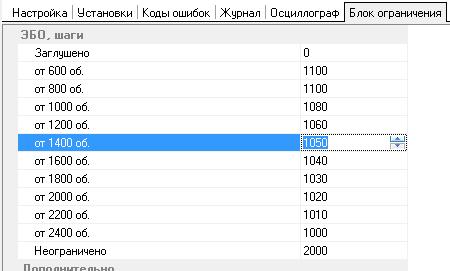 Настройка Установки Коды ошибок Журнал Осциллограф Блок ограничения
ЭБО, шаги
Заглушено 0
от 600 об. 1100
от 800 об. 1100
от 1000 об. 1080
от 1200 об. 1060
от 1400 об. 1050
от 1600 об. 1040
от 1800 об. 1030
от 2000 об. 1020
от 2200 об. 1010
от 2400 об. 1000
Неограничено 2000
Дополнительно